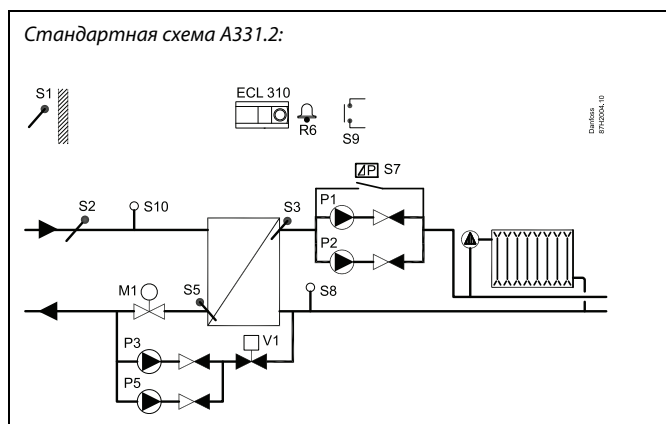 Стандартная схема A331.2:
S1
ECL 310
R6
S9
Danfoss
87H2004.10
ΔP S7
S2
S10
S3
P1
P2
M1
S5
S8
P3
V1
P5